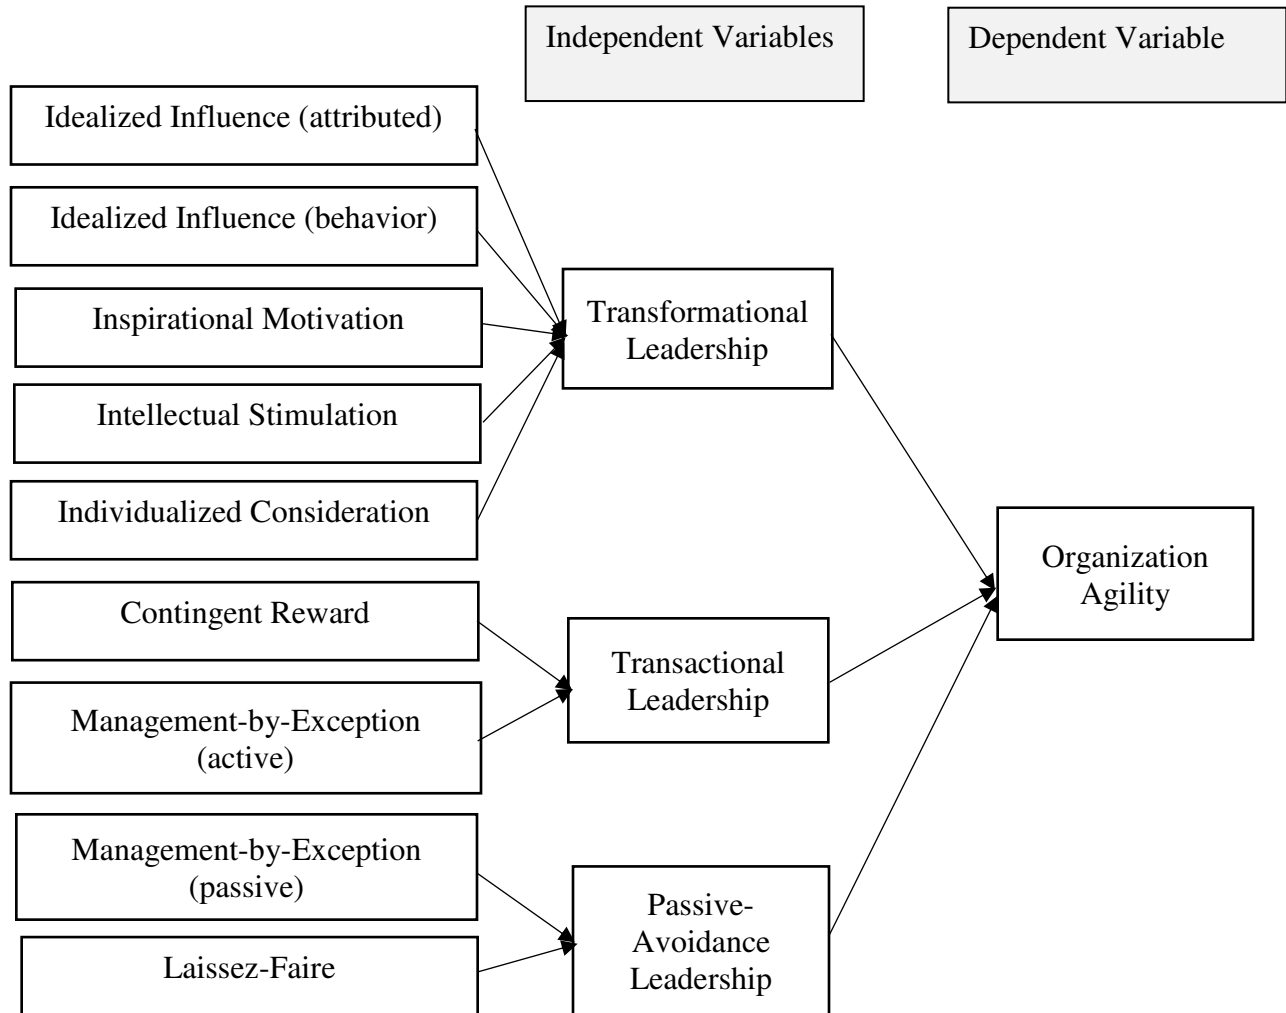 Independent Variables
Dependent Variable
Idealized Influence (attributed)
Idealized Influence (behavior)
Inspirational Motivation
Intellectual Stimulation
Individualized Consideration
Contingent Reward
Management-by-Exception
(active)
Management-by-Exception
(passive)
Laissez-Faire
Transformational
Leadership
Transactional
Leadership
Passive-
Avoidance
Leadership
Organization
Agility